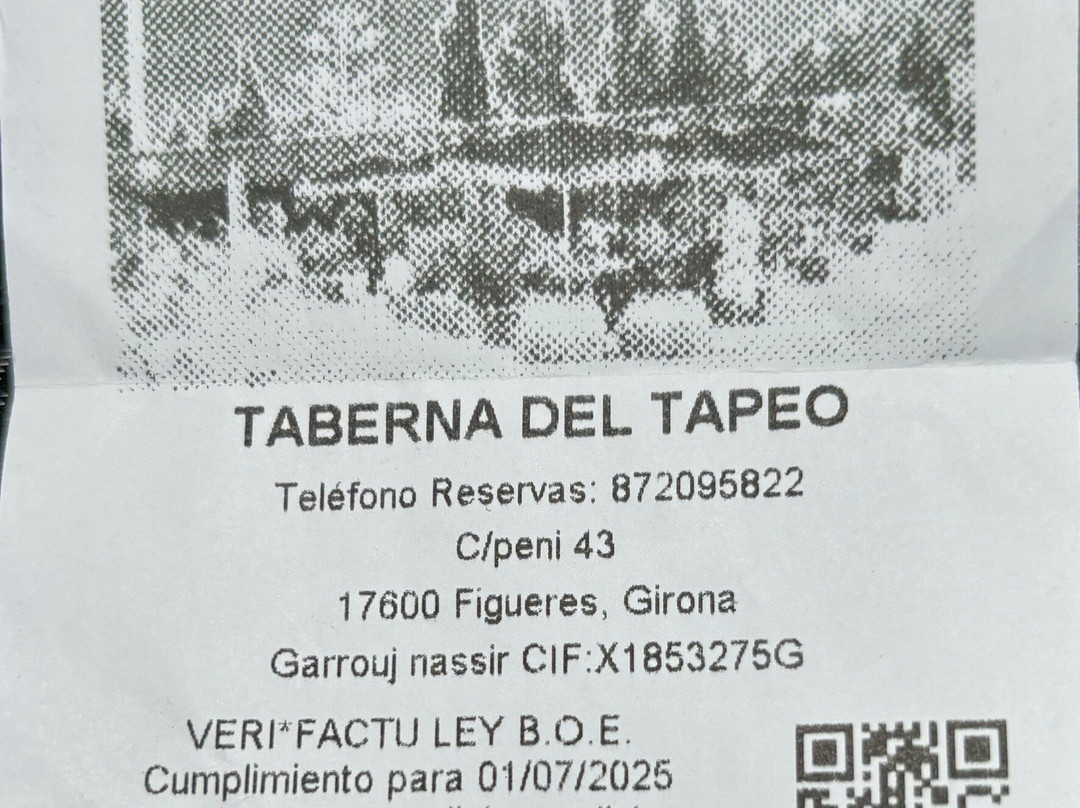 TABERNA DEL TAPEO
Teléfono Reservas: 872095822
C/peni 43
17600 Figueres, Girona
Garrouj nassir CIF:X1853275G
VERI*FACTU LEY B.O.E.
Cumplimiento para 01/07/2025